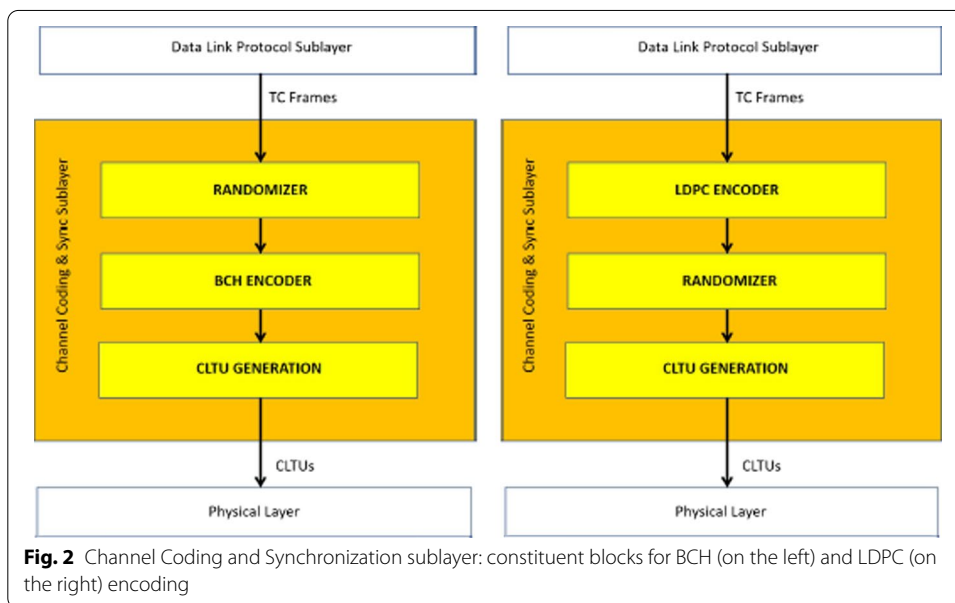 Data Link Protocol Sublayer
TC Frames
Channel Coding & Sync Sublayer
RANDOMIZER
BCH ENCODER
CLTU GENERATION
CLTUs
Physical Layer
Data Link Protocol Sublayer
TC Frames
Channel Coding & Sync Sublayer
LDPC ENCODER
RANDOMIZER
CLTU GENERATION
CLTUs
Physical Layer
Fig. 2 Channel Coding and Synchronization sublayer: constituent blocks for BCH (on the left) and LDPC (on
the right) encoding